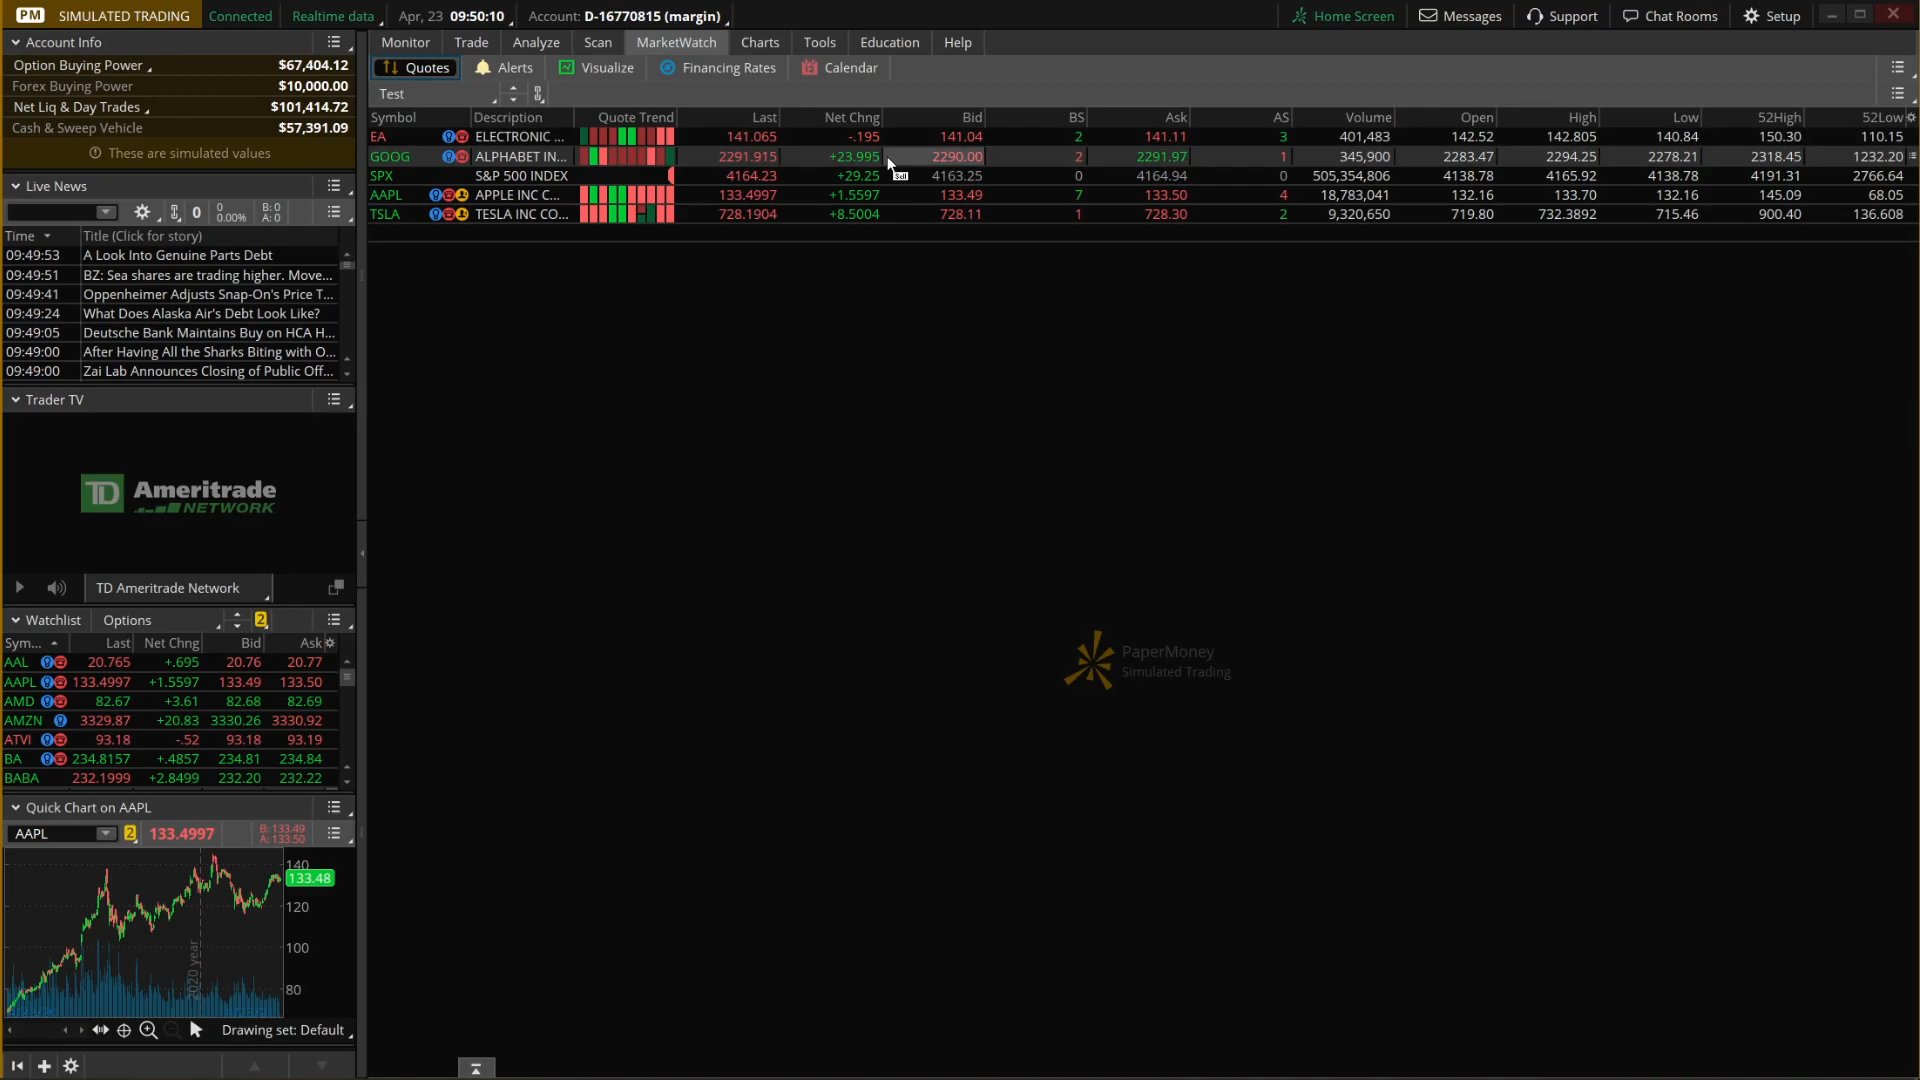 PM SIMULATED TRADING Connected Realtime data Apr, 23 09:50:10 Account: D-16770815 (margin) Home Screen Messages Support Chat Rooms Setup
Account Info
Option Buying Power $67,404.12
Forex Buying Power $10,000.00
Net Liq & Day Trades $101,414.72
Cash & Sweep Vehicle $57,391.09
These are simulated values
Live News
0 0 0.00% B: 0 A: 0
Time Title (Click for story)
09:49:53 A Look Into Genuine Parts Debt
09:49:51 BZ: Sea shares are trading higher. Move...
09:49:41 Oppenheimer Adjusts Snap-On's Price T...
09:49:24 What Does Alaska Air's Debt Look Like?
09:49:05 Deutsche Bank Maintains Buy on HCA H...
09:49:00 After Having All the Sharks Biting with O...
09:49:00 Zai Lab Announces Closing of Public Off...
Trader TV
TD Ameritrade
NETWORK
TD Ameritrade Network
Watchlist Options 2
Sym... Last Net Chng Bid Ask
AAL 20.765 +.695 20.76 20.77
AAPL 133.4997 +1.5597 133.49 133.50
AMD 82.67 +3.61 82.68 82.69
AMZN 3329.87 +20.83 3330.26 3330.92
ATVI 93.18 -.52 93.18 93.19
BA 234.8157 +.4857 234.81 234.84
BABA 232.1999 +2.8499 232.20 232.22
Quick Chart on AAPL
AAPL 2 133.4997 B: 133.49 A: 133.50
140
133.48
120
100
80
2020 year
Drawing set: Default
Monitor Trade Analyze Scan MarketWatch Charts Tools Education Help
Quotes Alerts Visualize Financing Rates Calendar
Test
Symbol Description Quote Trend Last Net Chng Bid BS Ask AS Volume Open High Low 52High 52Low
EA ELECTRONIC ... 141.065 -.195 141.04 2 141.11 3 401,483 142.52 142.805 140.84 150.30 110.15
GOOG ALPHABET IN... 2291.915 +23.995 2290.00 2 2291.97 1 345,900 2283.47 2294.25 2278.21 2318.45 1232.20
Sell
SPX S&P 500 INDEX 4164.23 +29.25 4163.25 0 4164.94 0 505,354,806 4138.78 4165.92 4138.78 4191.31 2766.64
AAPL APPLE INC C... 133.4997 +1.5597 133.49 7 133.50 4 18,783,041 132.16 133.70 132.16 145.09 68.05
TSLA TESLA INC CO... 728.1904 +8.5004 728.11 1 728.30 2 9,320,650 719.80 732.3892 715.46 900.40 136.608
PaperMoney
Simulated Trading